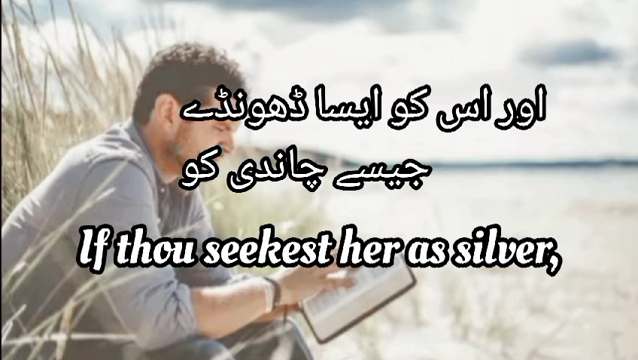 اور اس کو ایسا ڈھونڈے
جیسے چاندی کو
If thou seekest her as silver,